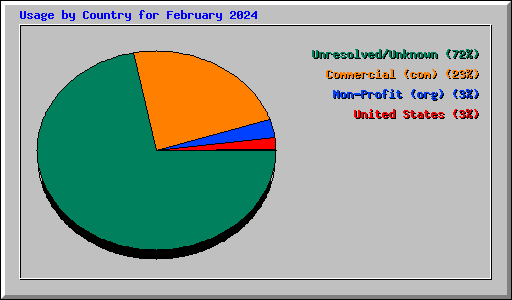 Usage by Country for February 2024
Unresolved/Unknown (72%)
Commercial (com) (23%)
Non-Profit (org) (3%)
United States (3%)